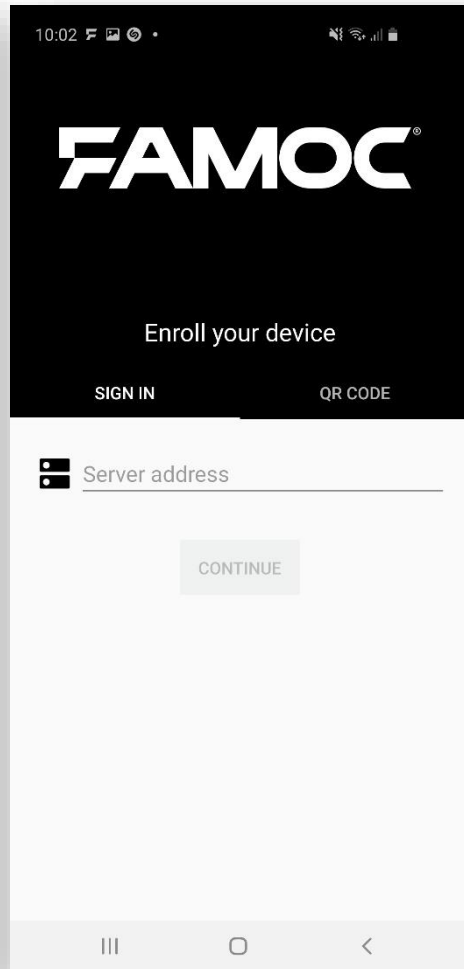 10:02
FAMOC®
Enroll your device
SIGN IN QR CODE
Server address
CONTINUE